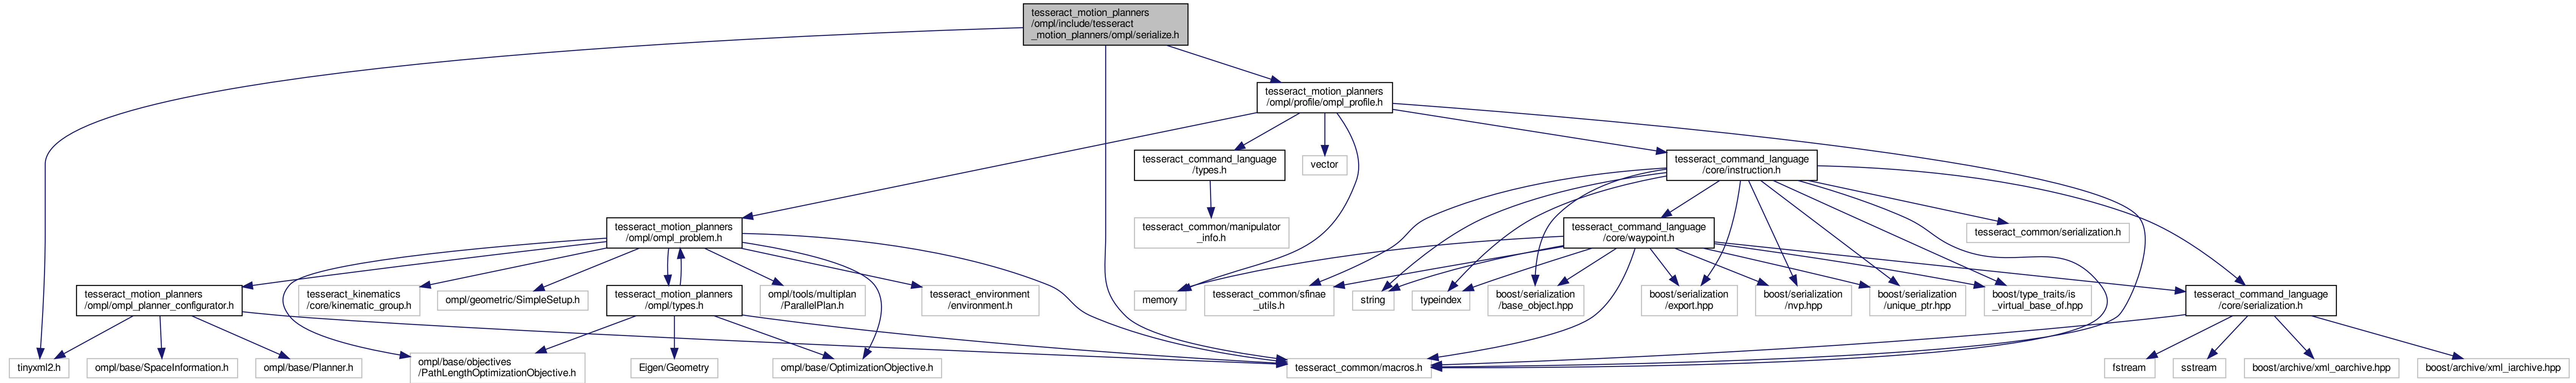 tesseract_motion_planners
/ompl/include/tesseract
_motion_planners/ompl/serialize.h
tesseract_motion_planners
/ompl/profile/ompl_profile.h
tesseract_command_language
/types.h
vector
tesseract_command_language
/core/instruction.h
tesseract_motion_planners
/ompl/ompl_problem.h
tesseract_common/manipulator
_info.h
tesseract_command_language
/core/waypoint.h
tesseract_common/serialization.h
tesseract_motion_planners
/ompl/ompl_planner_configurator.h
tesseract_kinematics
/core/kinematic_group.h
ompl/geometric/SimpleSetup.h
tesseract_motion_planners
/ompl/types.h
ompl/tools/multiplan
/ParallelPlan.h
tesseract_environment
/environment.h
memory
tesseract_common/sfinae
_utils.h
string
typeindex
boost/serialization
/base_object.hpp
boost/serialization
/export.hpp
boost/serialization
/nvp.hpp
boost/serialization
/unique_ptr.hpp
boost/type_traits/is
_virtual_base_of.hpp
tesseract_command_language
/core/serialization.h
tinyxml2.h
ompl/base/SpaceInformation.h
ompl/base/Planner.h
ompl/base/objectives
/PathLengthOptimizationObjective.h
Eigen/Geometry
ompl/base/OptimizationObjective.h
tesseract_common/macros.h
fstream
sstream
boost/archive/xml_oarchive.hpp
boost/archive/xml_iarchive.hpp